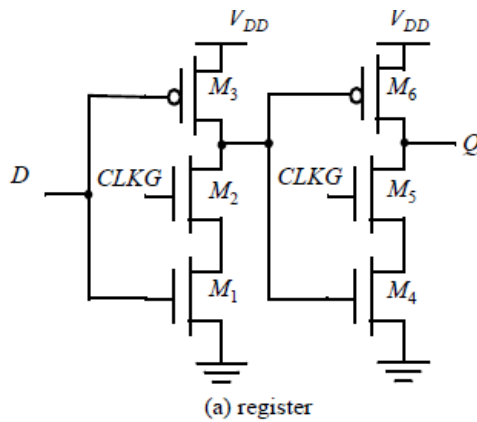 V_DD V_DD
M_3 M_6
D CLKG M_2 CLKG M_5 Q
M_1 M_4
(a) register